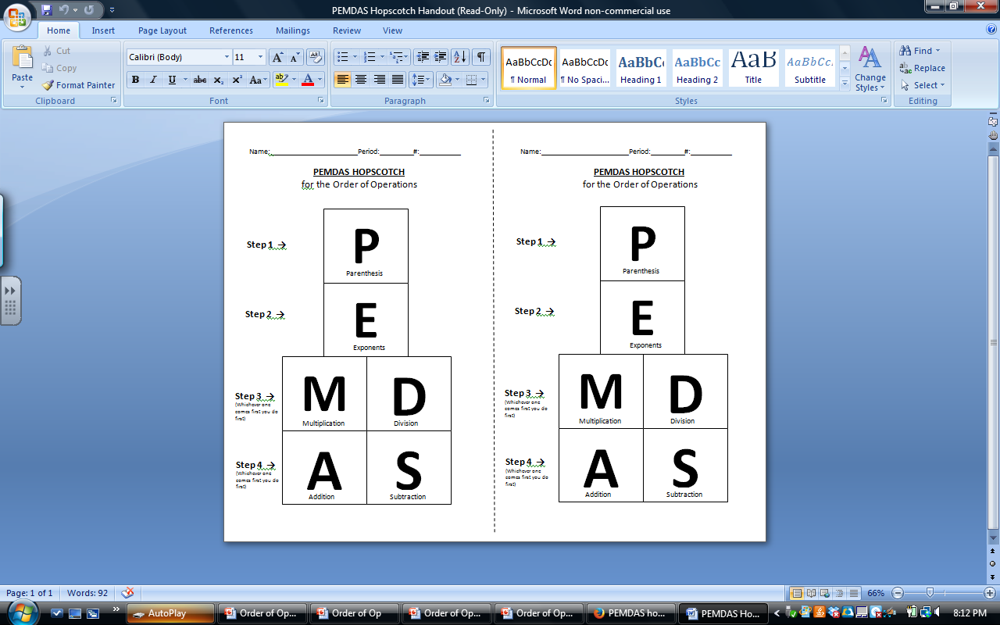 PEMDAS Hopscotch Handout (Read-Only) - Microsoft Word non-commercial use
Home Insert Page Layout References Mailings Review View
Paste
Cut
Copy
Format Painter
Clipboard
Calibri (Body) 11
B I U abc x₂ x² Aa
Font
Paragraph
AaBbCcDc AaBbCcDc AaBbCc AaBbCc AaB AaBbCc.
¶ Normal ¶ No Spaci... Heading 1 Heading 2 Title Subtitle
Change Styles
Styles
Find
Replace
Select
Editing
Name: Period: #:
PEMDAS HOPSCOTCH
for the Order of Operations
Step 1 →
P
Parenthesis
Step 2 →
E
Exponents
Step 3 →
(Whichever one
comes first you do
first)
M
Multiplication
D
Division
Step 4 →
(Whichever one
comes first you do
first)
A
Addition
S
Subtraction
Name: Period: #:
PEMDAS HOPSCOTCH
for the Order of Operations
Step 1 →
P
Parenthesis
Step 2 →
E
Exponents
Step 3 →
(Whichever one
comes first you do
first)
M
Multiplication
D
Division
Step 4 →
(Whichever one
comes first you do
first)
A
Addition
S
Subtraction
Page: 1 of 1 Words: 92 66%
AutoPlay Order of Op... Order of Op Order of Op... Order of Op... PEMDAS ho... PEMDAS Ho... 8:12 PM